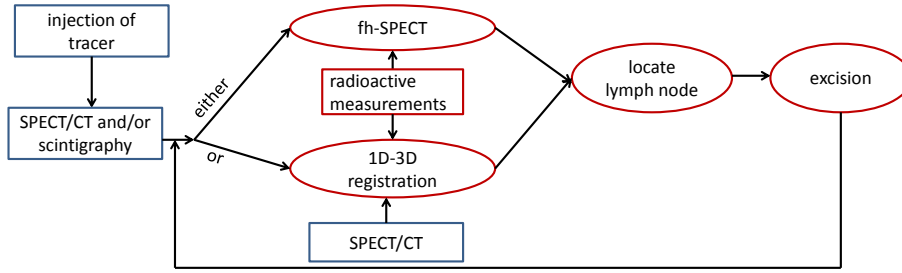 injection of
tracer
SPECT/CT and/or
scintigraphy
either
or
fh-SPECT
radioactive
measurements
1D-3D
registration
SPECT/CT
locate
lymph node
excision